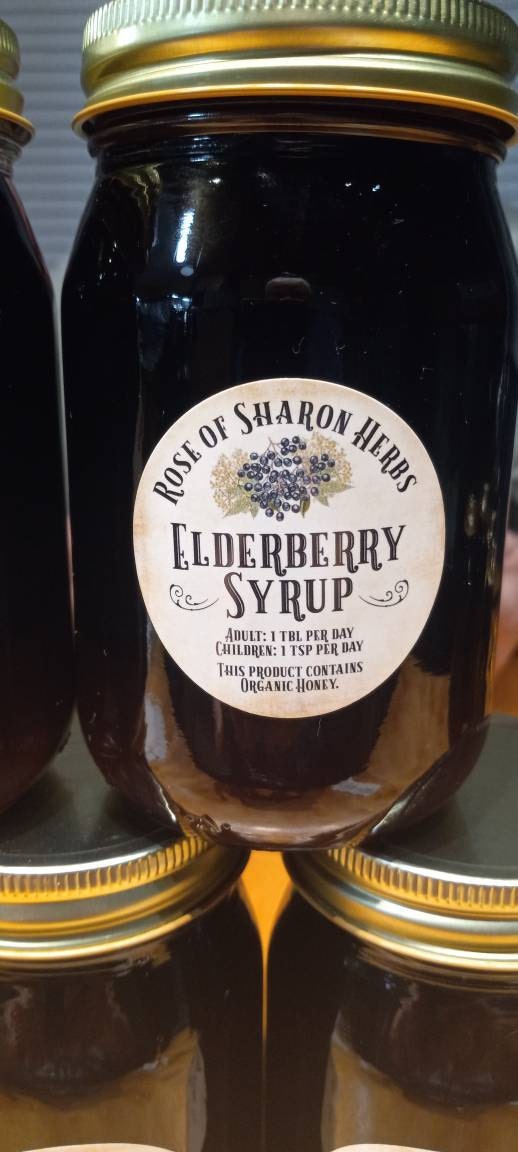 ROSE OF SHARON HERBS
ELDERBERRY
SYRUP
ADULT: 1 TBL PER DAY
CHILDREN: 1 TSP PER DAY
THIS PRODUCT CONTAINS
ORGANIC HONEY.